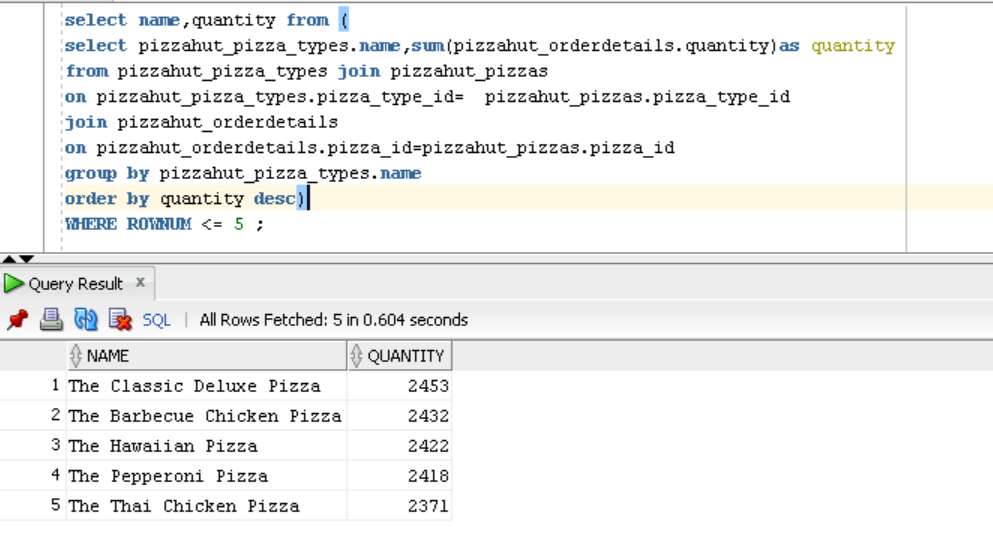 select name,quantity from (
select pizzahut_pizza_types.name,sum(pizzahut_orderdetails.quantity)as quantity
from pizzahut_pizza_types join pizzahut_pizzas
on pizzahut_pizza_types.pizza_type_id=  pizzahut_pizzas.pizza_type_id
join pizzahut_orderdetails
on pizzahut_orderdetails.pizza_id=pizzahut_pizzas.pizza_id
group by pizzahut_pizza_types.name
order by quantity desc)
WHERE ROWNUM <= 5 ;
Query Result x
SQL | All Rows Fetched: 5 in 0.604 seconds
NAME QUANTITY
1 The Classic Deluxe Pizza 2453
2 The Barbecue Chicken Pizza 2432
3 The Hawaiian Pizza 2422
4 The Pepperoni Pizza 2418
5 The Thai Chicken Pizza 2371